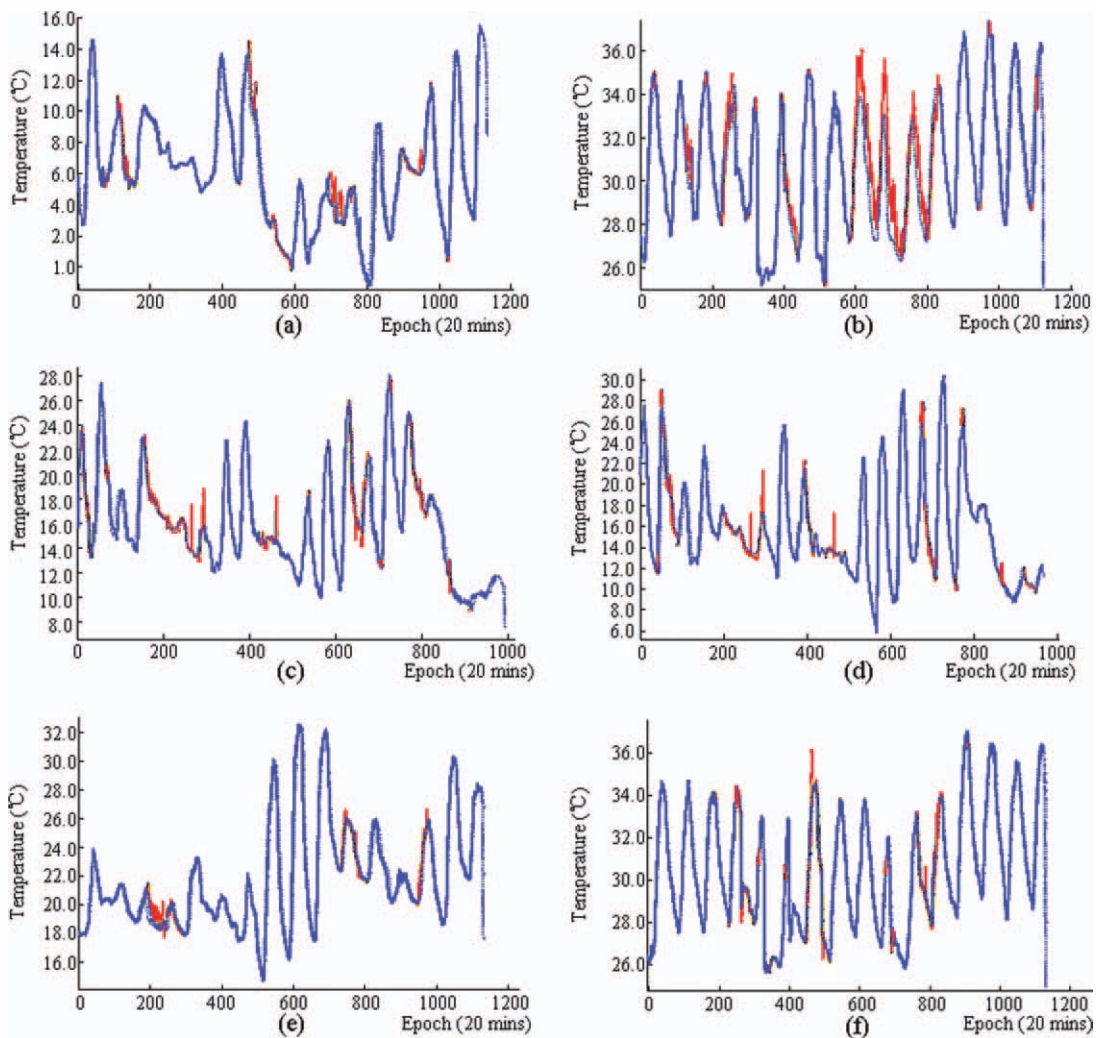 16.0 14.0 12.0 10.0 8.0 6.0 4.0 2.0 1.0
Temperature (℃)
0 200 400 600 800 1000 1200
Epoch (20 mins)
(a)
36.0 34.0 32.0 30.0 28.0 26.0
Temperature (℃)
0 200 400 600 800 1000 1200
Epoch (20 mins)
(b)
28.0 26.0 24.0 22.0 20.0 18.0 16.0 14.0 12.0 10.0 8.0
Temperature (℃)
0 200 400 600 800 1000
Epoch (20 mins)
(c)
30.0 28.0 26.0 24.0 22.0 20.0 18.0 16.0 14.0 12.0 10.0 8.0 6.0
Temperature (℃)
0 200 400 600 800 1000
Epoch (20 mins)
(d)
32.0 30.0 28.0 26.0 24.0 22.0 20.0 18.0 16.0
Temperature (℃)
0 200 400 600 800 1000 1200
Epoch (20 mins)
(e)
36.0 34.0 32.0 30.0 28.0 26.0
Temperature (℃)
0 200 400 600 800 1000 1200
Epoch (20 mins)
(f)